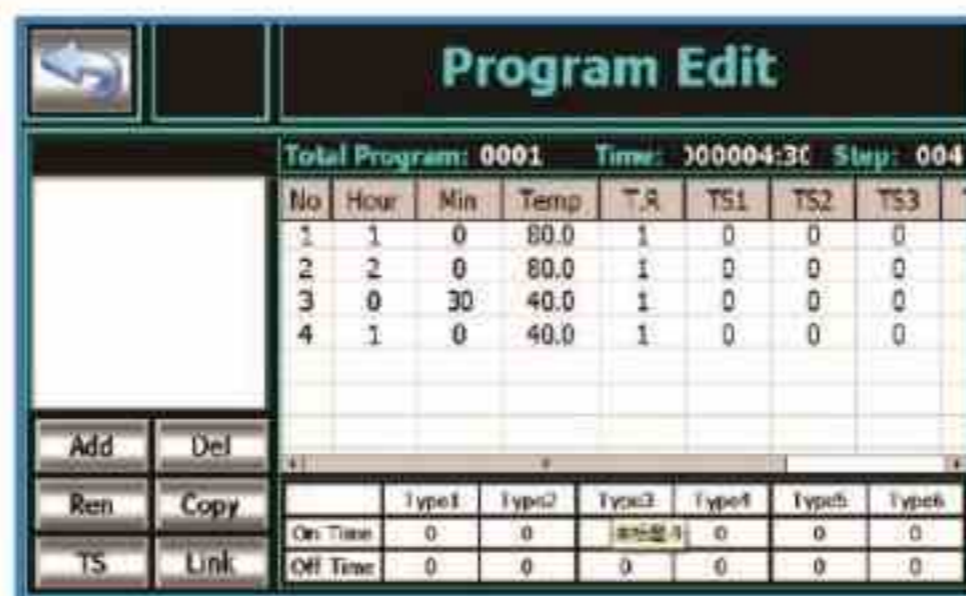 Program Edit
Total Program: 0001 Time: 000004:30 Step: 004
No Hour Min Temp T.R TS1 TS2 TS3
1 1 0 80.0 1 0 0 0
2 2 0 80.0 1 0 0 0
3 0 30 40.0 1 0 0 0
4 1 0 40.0 1 0 0 0
Add Del
Ren Copy
TS Link
Type1 Type2 Type3 Type4 Type5 Type6
On Time 0 0 0 0 0
Off Time 0 0 0 0 0 0